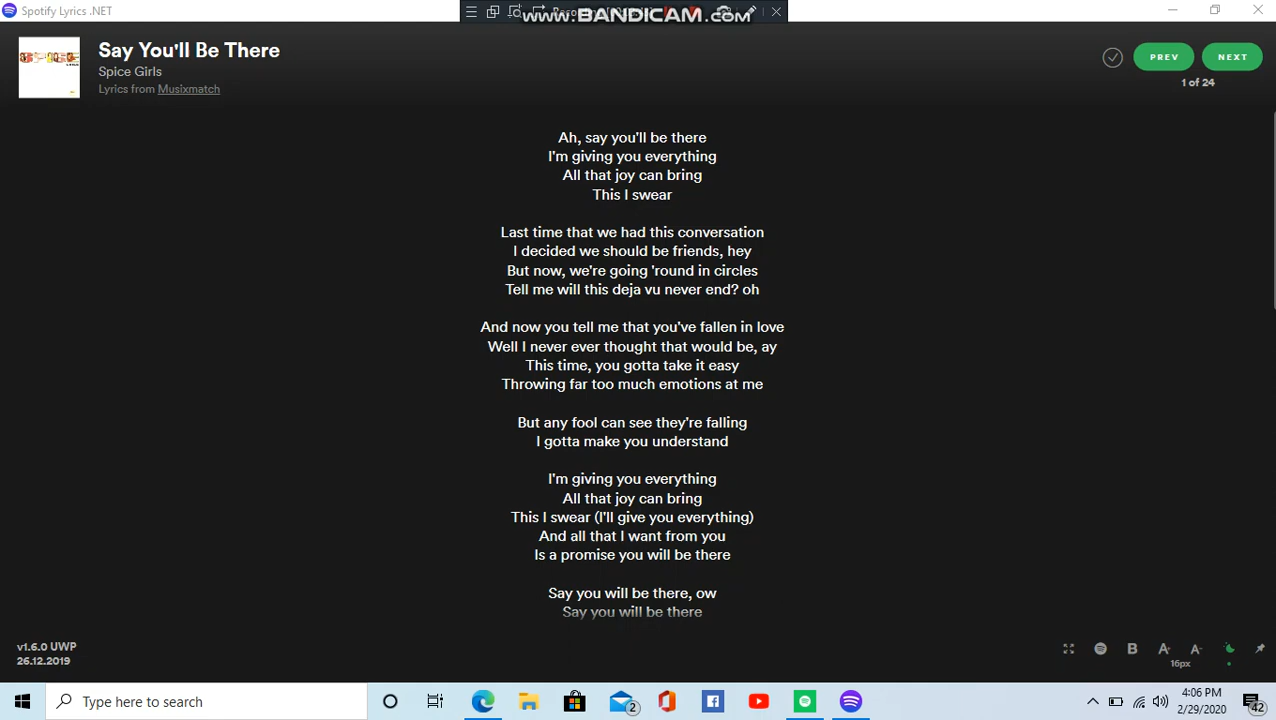 Spotify Lyrics .NET
www.BANDICAM.com
Say You'll Be There
Spice Girls
Lyrics from Musixmatch
PREV
NEXT
1 of 24
Ah, say you'll be there
I'm giving you everything
All that joy can bring
This I swear
Last time that we had this conversation
I decided we should be friends, hey
But now, we're going 'round in circles
Tell me will this deja vu never end? oh
And now you tell me that you've fallen in love
Well I never ever thought that would be, ay
This time, you gotta take it easy
Throwing far too much emotions at me
But any fool can see they're falling
I gotta make you understand
I'm giving you everything
All that joy can bring
This I swear (I'll give you everything)
And all that I want from you
Is a promise you will be there
Say you will be there, ow
Say you will be there
v1.6.0 UWP
26.12.2019
B
A+
A-
16px
Type here to search
2
4:06 PM
2/29/2020
42